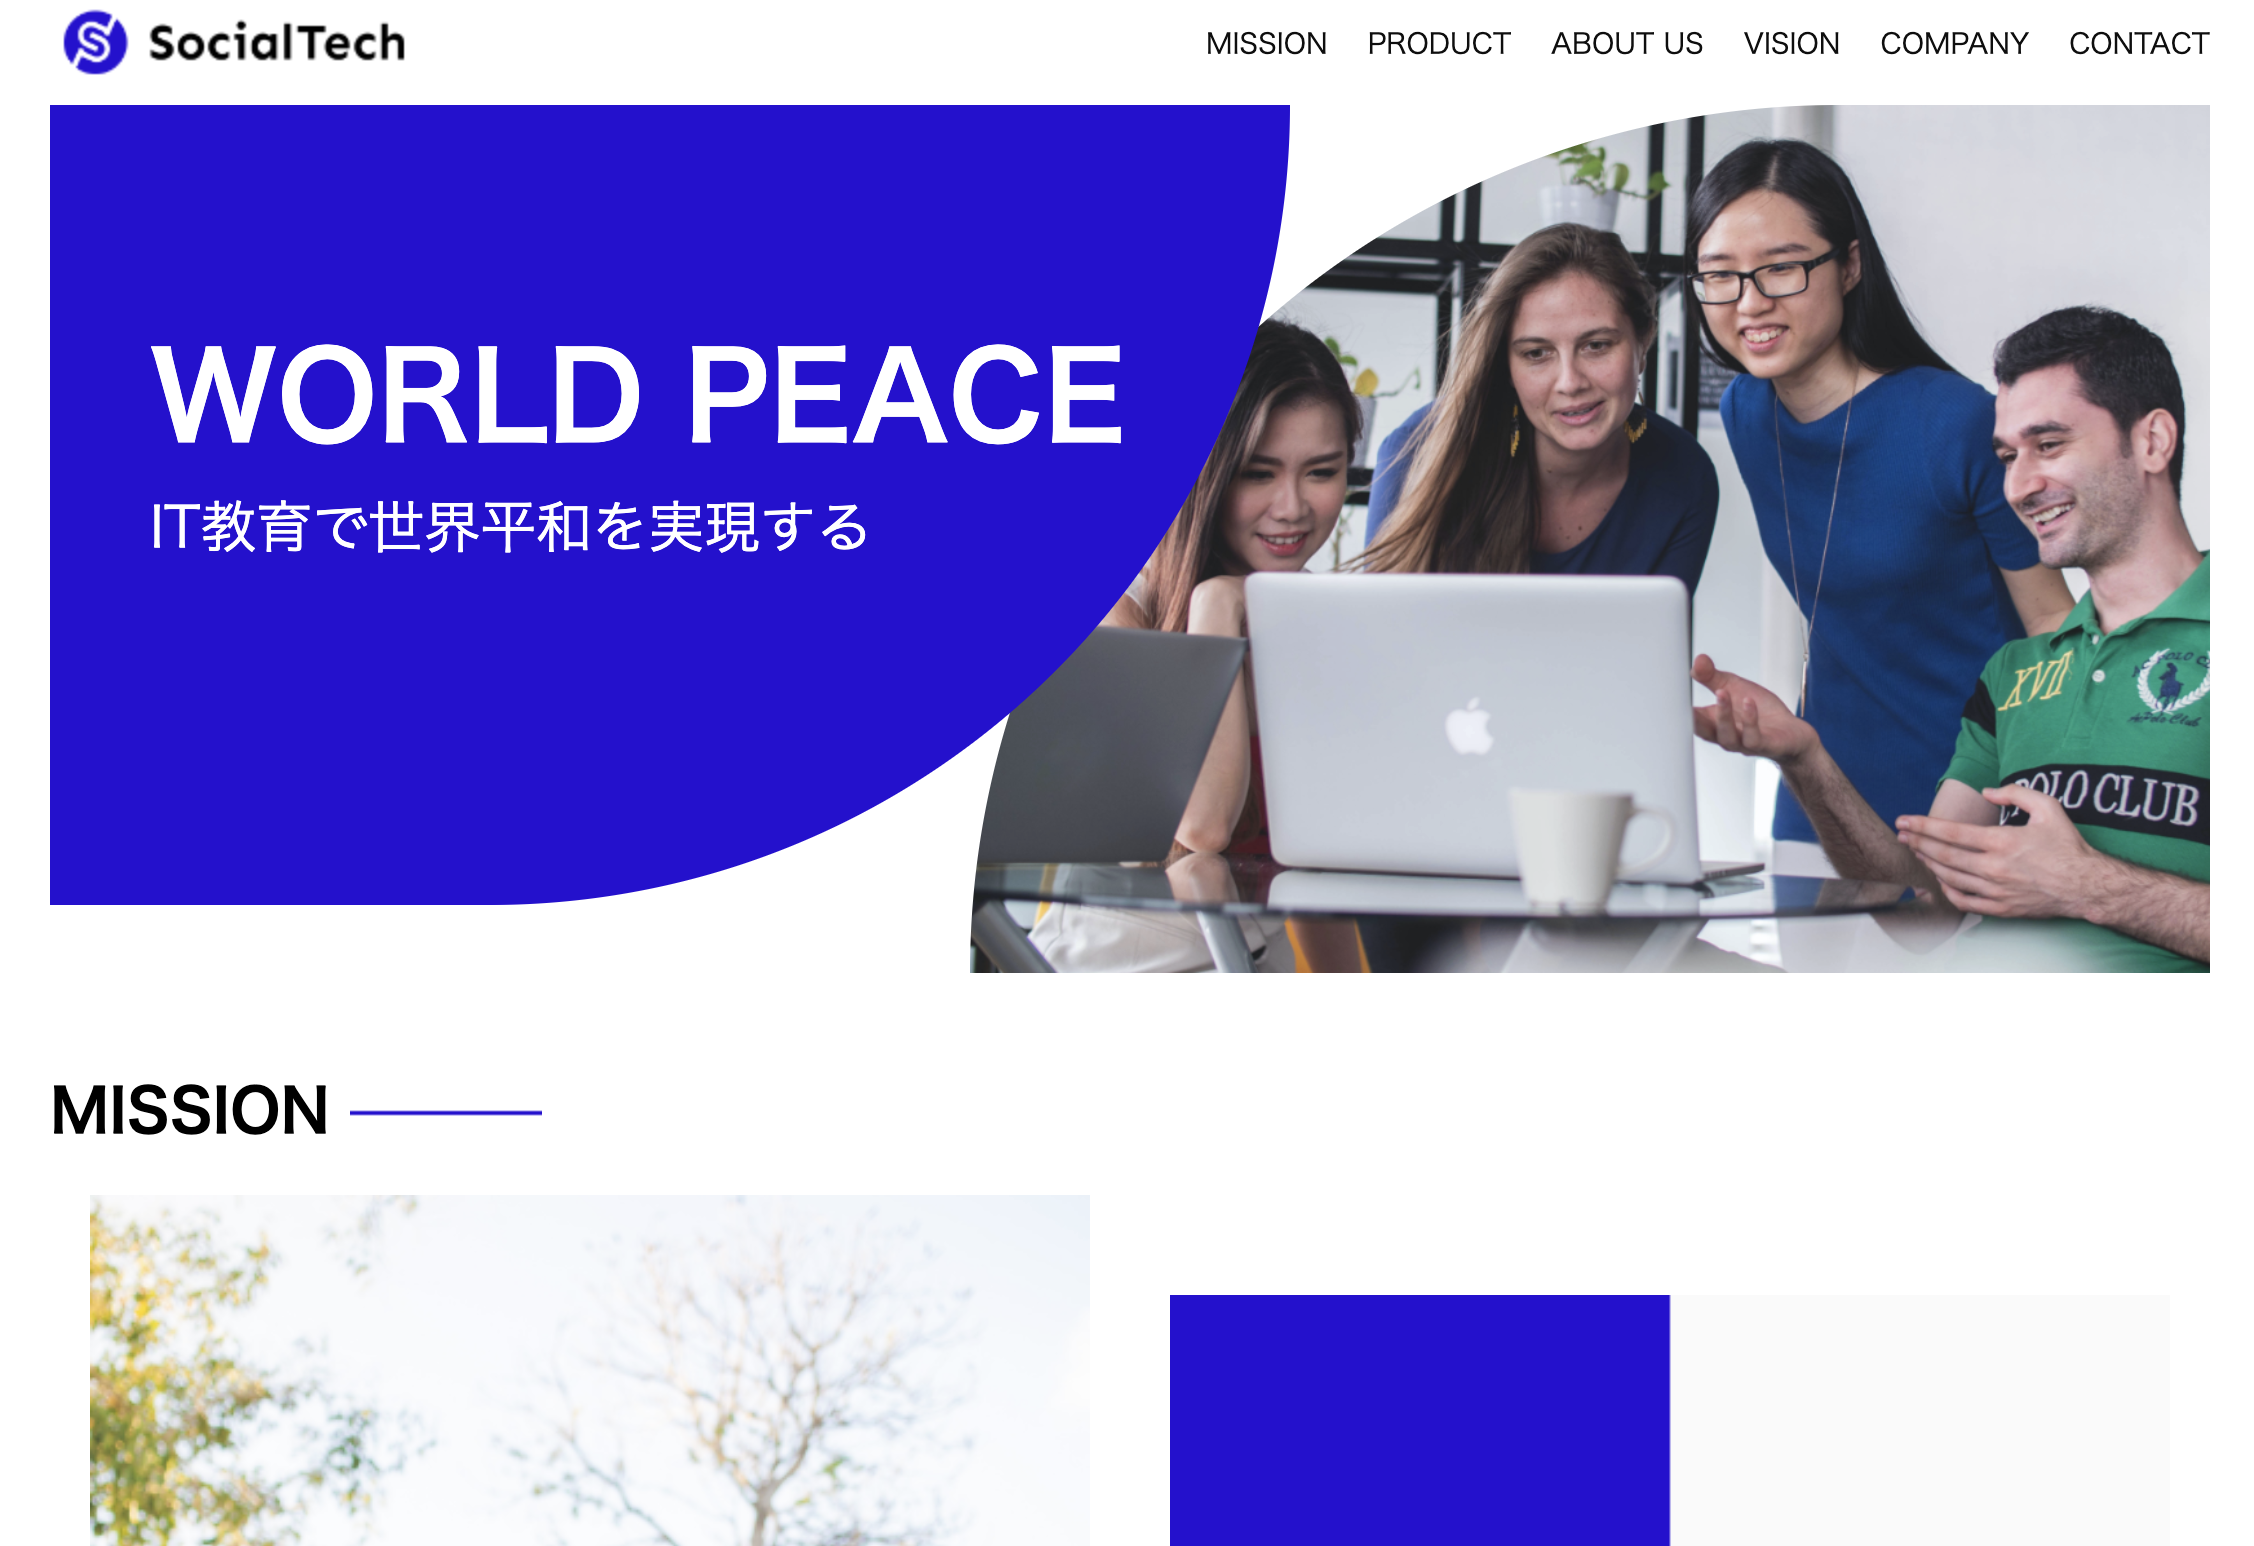 SocialTech
MISSION PRODUCT ABOUT US VISION COMPANY CONTACT
WORLD PEACE
IT教育で世界平和を実現する
XVII
POLO CLUB
MISSION